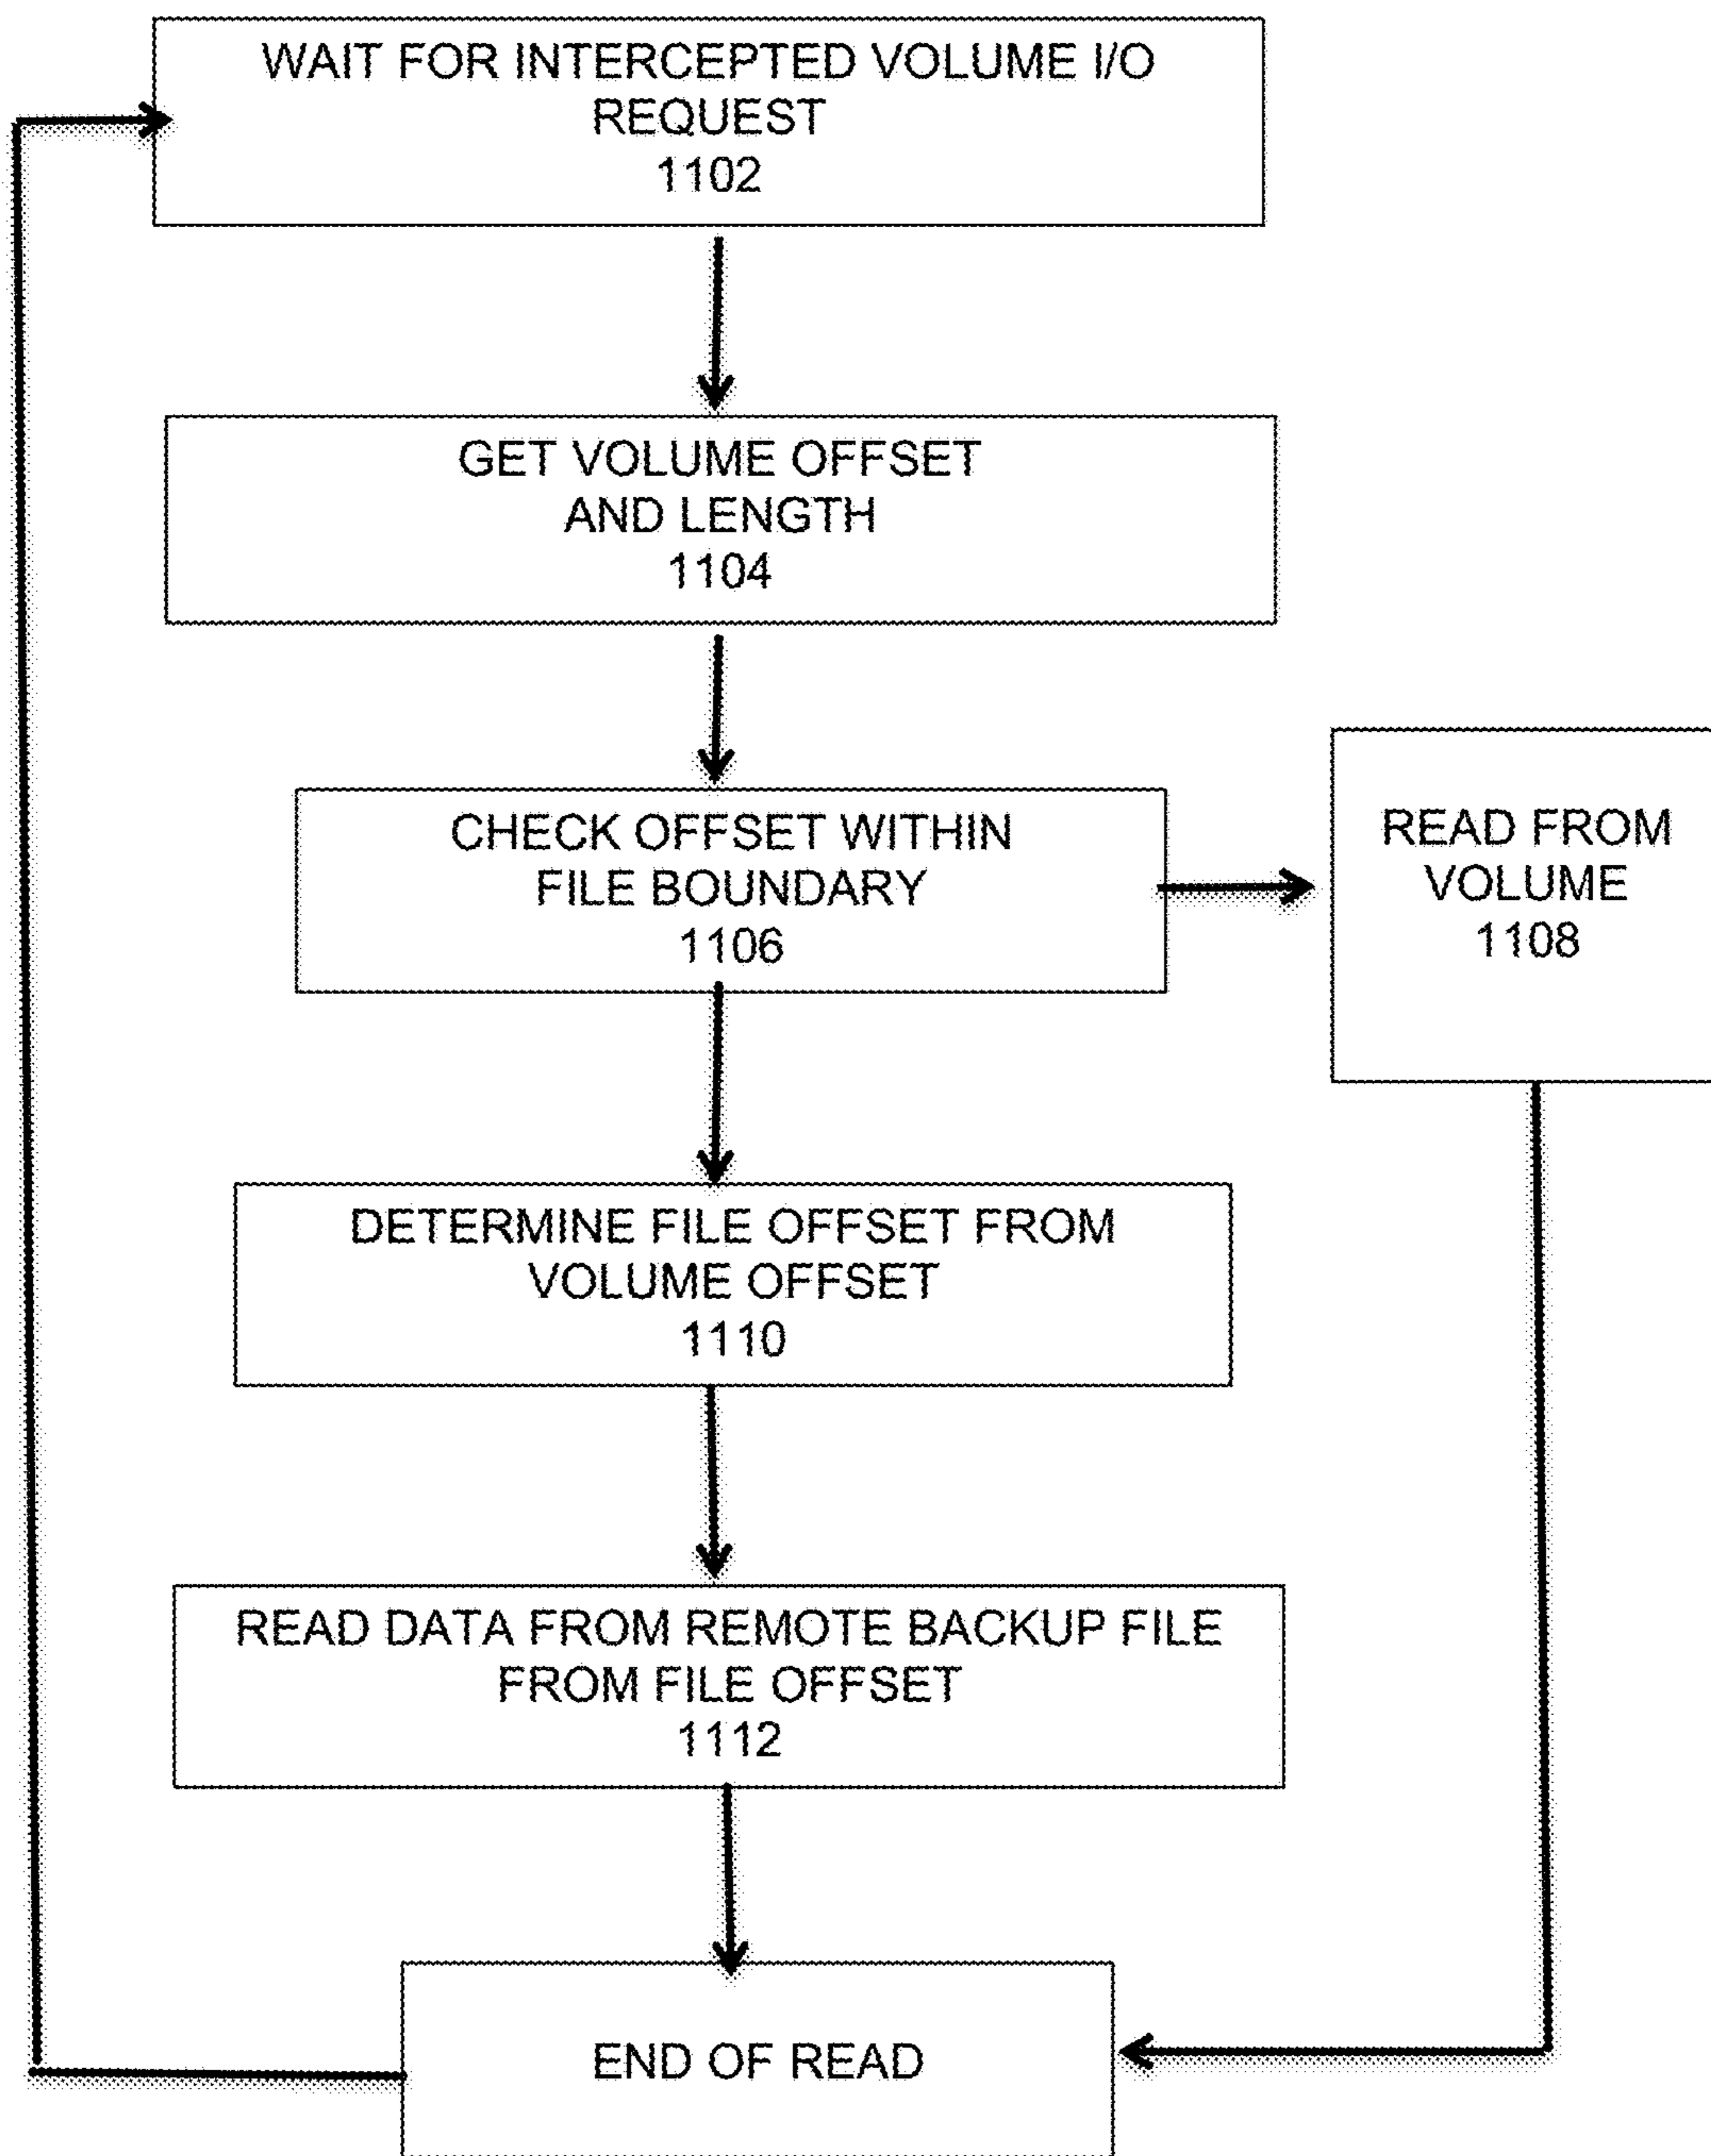 WAIT FOR INTERCEPTED VOLUME I/O
REQUEST
1102
GET VOLUME OFFSET
AND LENGTH
1104
CHECK OFFSET WITHIN
FILE BOUNDARY
1106
READ FROM
VOLUME
1108
DETERMINE FILE OFFSET FROM
VOLUME OFFSET
1110
READ DATA FROM REMOTE BACKUP FILE
FROM FILE OFFSET
1112
END OF READ